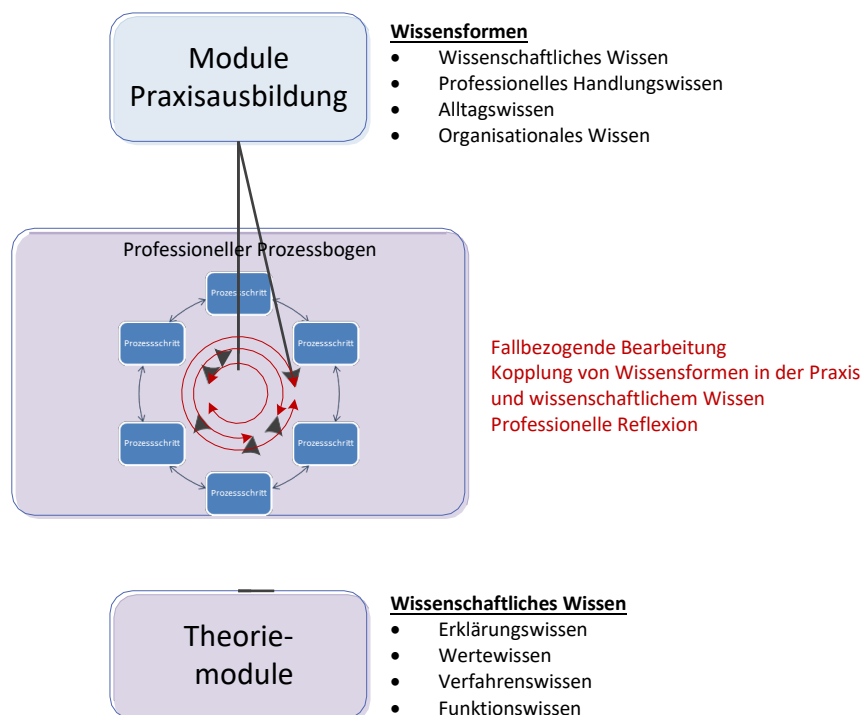 Module
Praxisausbildung
Wissensformen
• Wissenschaftliches Wissen
• Professionelles Handlungswissen
• Alltagswissen
• Organisationales Wissen
Professioneller Prozessbogen
Prozessschritt
Prozessschritt
Prozessschritt
Prozessschritt
Prozessschritt
Prozessschritt
Fallbezogende Bearbeitung
Kopplung von Wissensformen in der Praxis
und wissenschaftlichem Wissen
Professionelle Reflexion
Theorie-
module
Wissenschaftliches Wissen
• Erklärungswissen
• Wertewissen
• Verfahrenswissen
• Funktionswissen